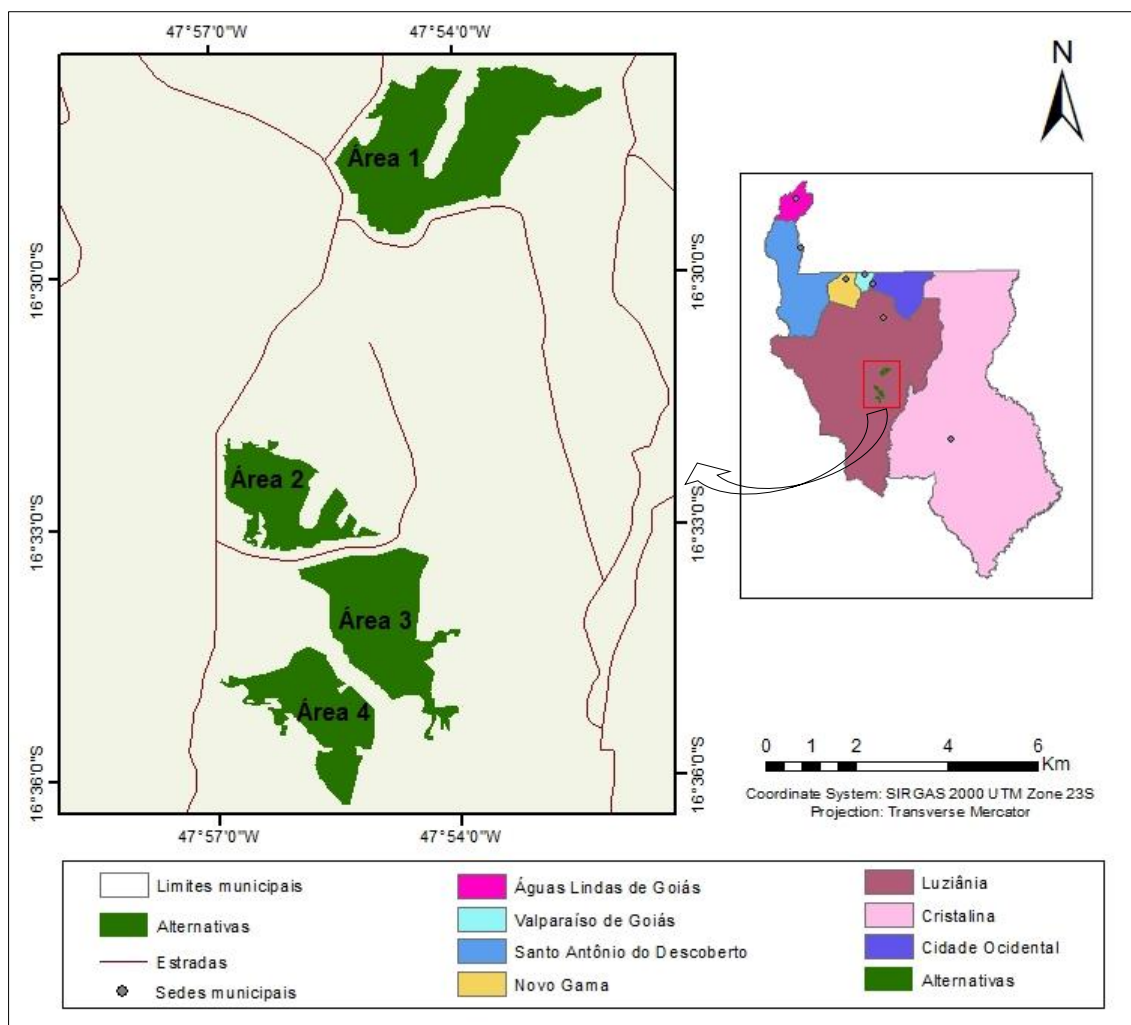 47°57'0"W
47°54'0"W
N
Área 1
16°30'0"S
16°30'0"S
Área 2
16°33'0"S
16°33'0"S
Área 3
Área 4
16°36'0"S
16°36'0"S
0 1 2 4 6
Km
Coordinate System: SIRGAS 2000 UTM Zone 23S
Projection: Transverse Mercator
47°57'0"W
47°54'0"W
Limites municipais
Alternativas
Estradas
Sedes municipais
Águas Lindas de Goiás
Valparaíso de Goiás
Santo Antônio do Descoberto
Novo Gama
Luziânia
Cristalina
Cidade Ocidental
Alternativas